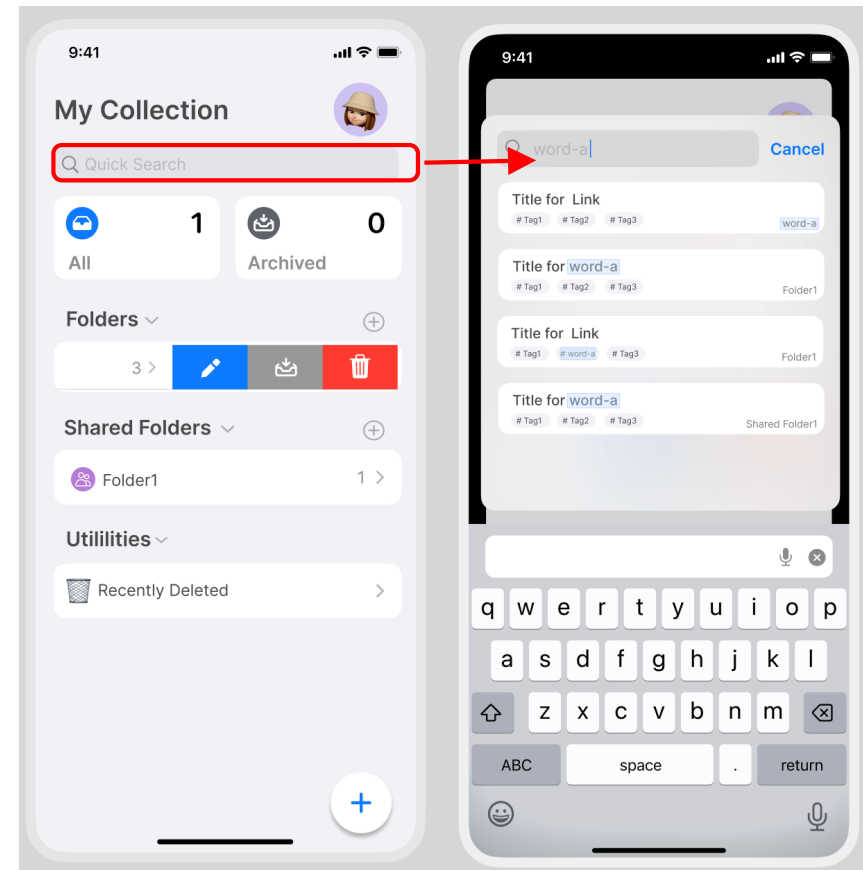 9:41
My Collection
Quick Search
1
All
0
Archived
Folders
3
Shared Folders
Folder1
1
Utililities
Recently Deleted
9:41
word-a
Cancel
Title for Link
# Tag1 # Tag2 # Tag3
word-a
Title for word-a
# Tag1 # Tag2 # Tag3
Folder1
Title for Link
# Tag1 # word-a # Tag3
Folder1
Title for word-a
# Tag1 # Tag2 # Tag3
Shared Folder1
q w e r t y u i o p
a s d f g h j k l
z x c v b n m
ABC space . return